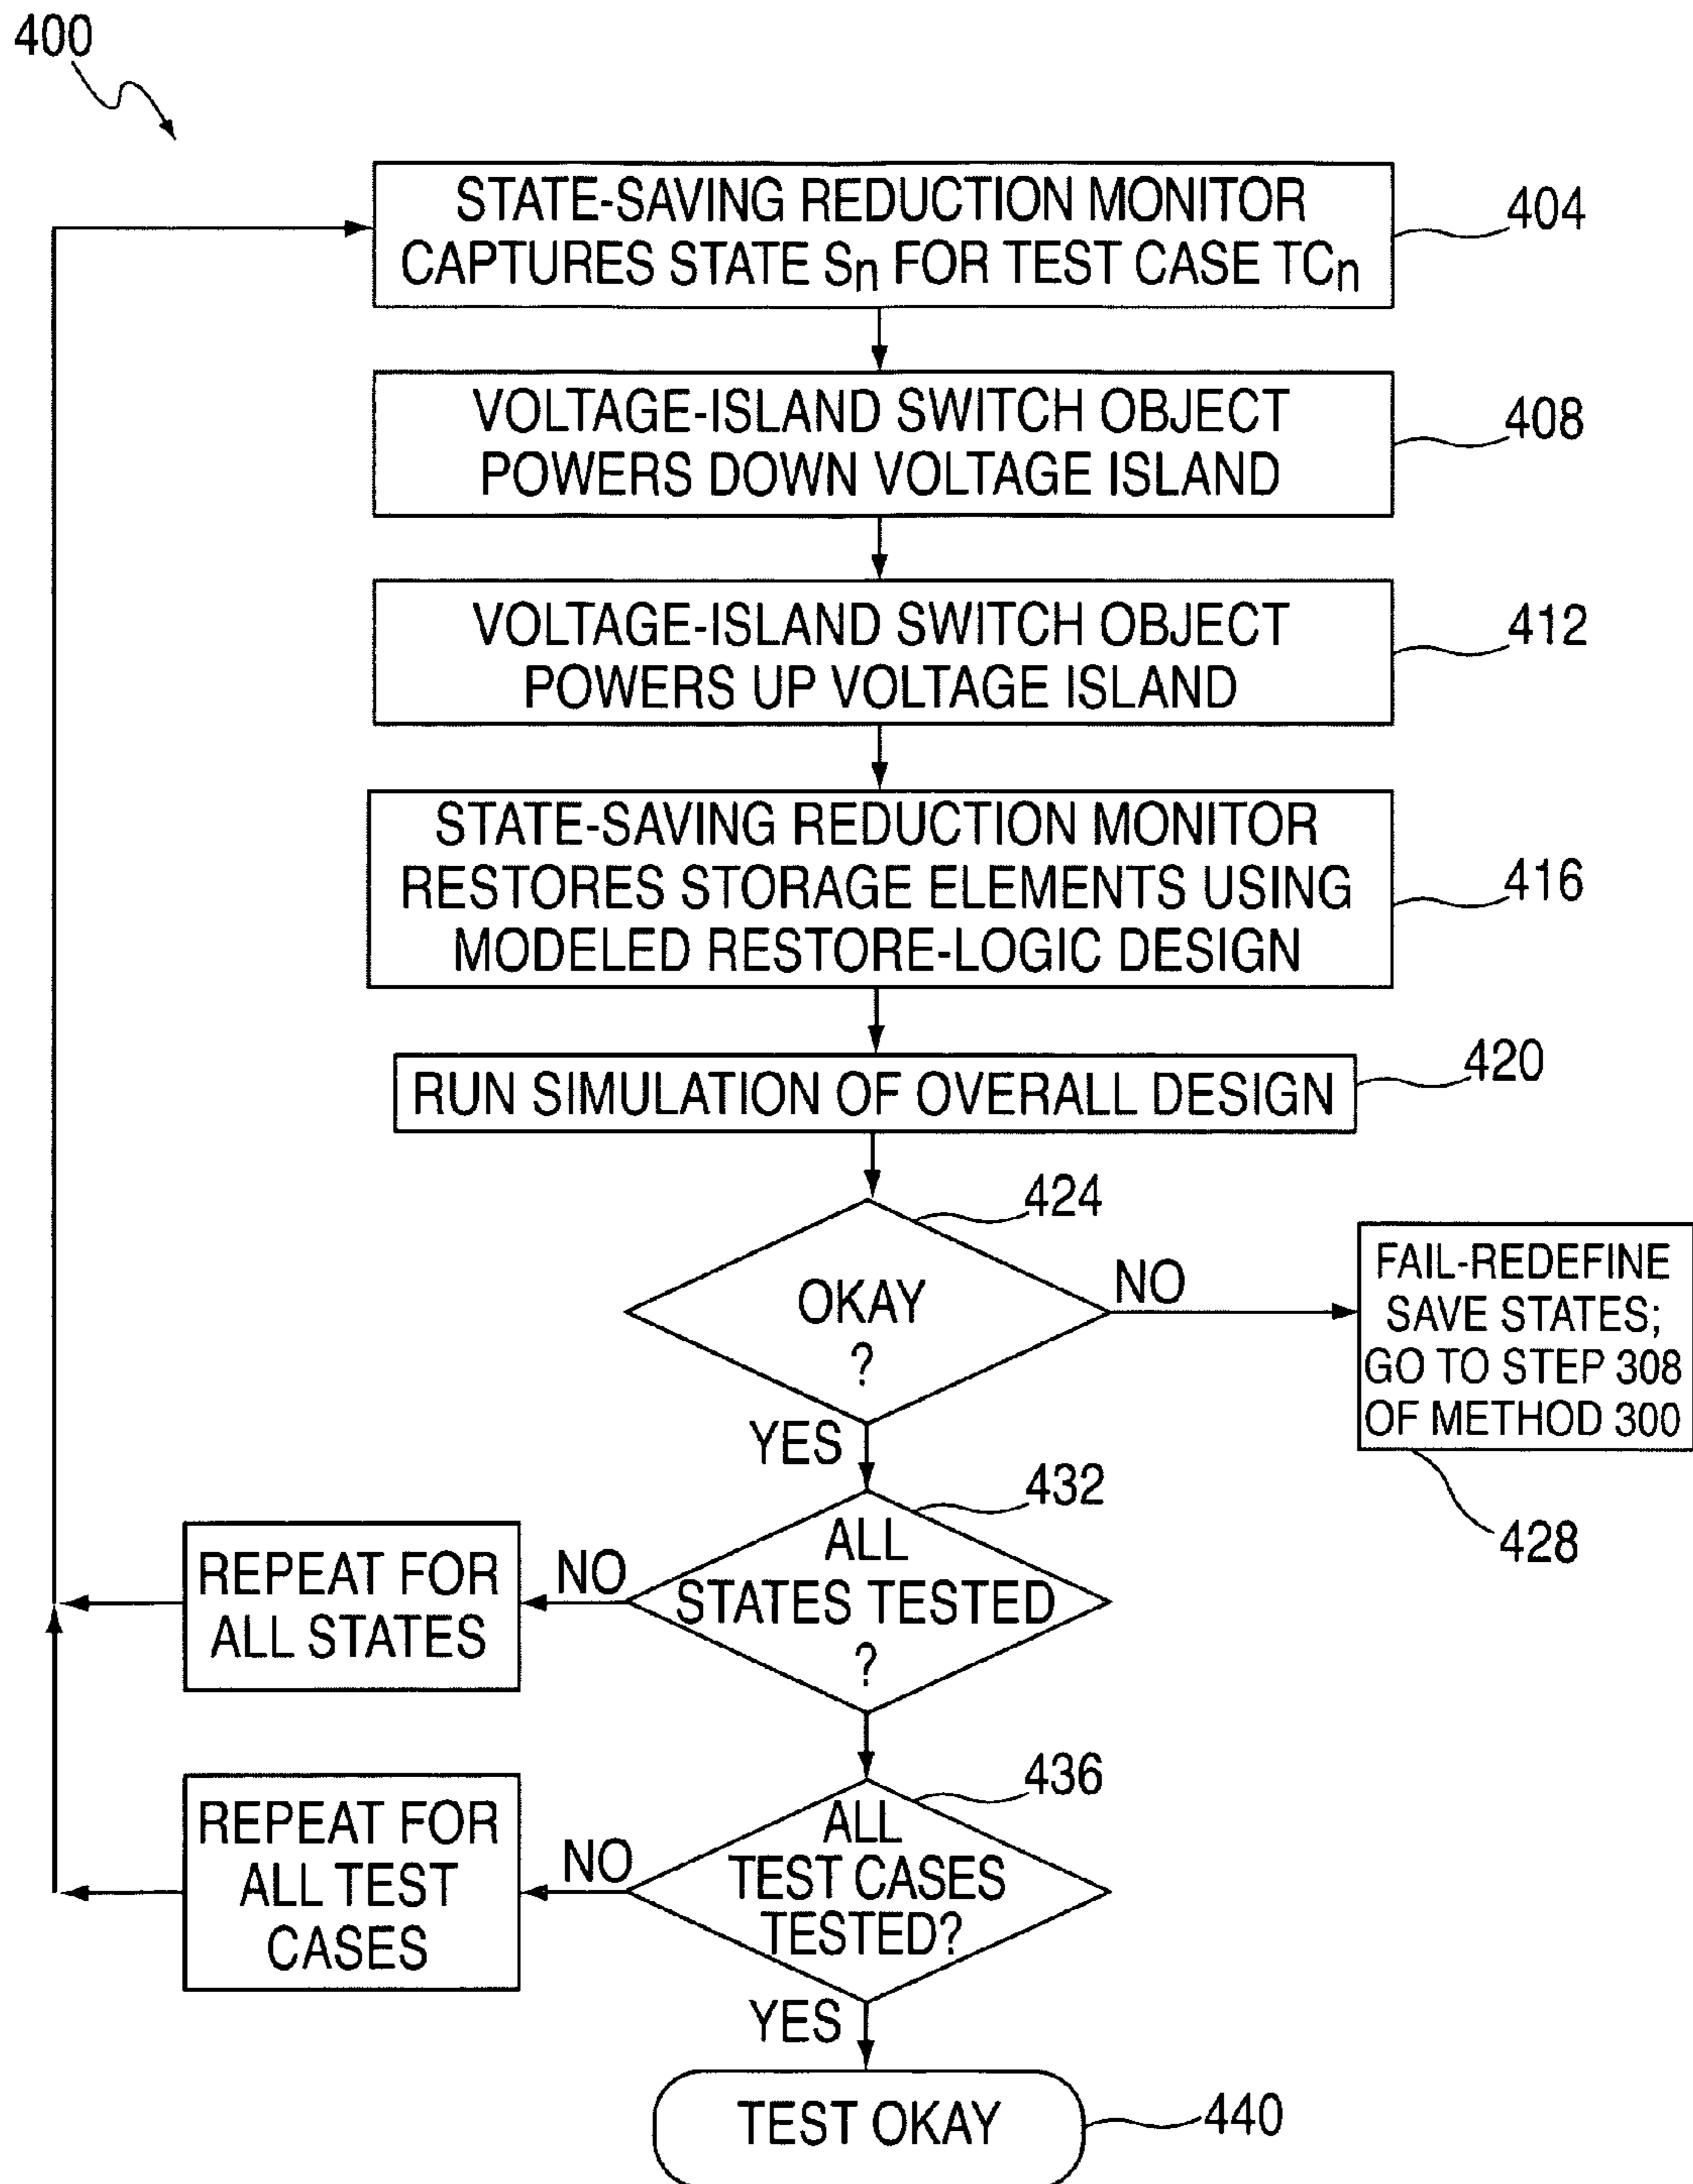 400
STATE-SAVING REDUCTION MONITOR
CAPTURES STATE Sn FOR TEST CASE TCn
404
VOLTAGE-ISLAND SWITCH OBJECT
POWERS DOWN VOLTAGE ISLAND
408
VOLTAGE-ISLAND SWITCH OBJECT
POWERS UP VOLTAGE ISLAND
412
STATE-SAVING REDUCTION MONITOR
RESTORES STORAGE ELEMENTS USING
MODELED RESTORE-LOGIC DESIGN
416
RUN SIMULATION OF OVERALL DESIGN
420
424
OKAY
?
NO
FAIL-REDEFINE
SAVE STATES;
GO TO STEP 308
OF METHOD 300
428
YES
432
ALL
STATES TESTED
?
NO
REPEAT FOR
ALL STATES
436
ALL
TEST CASES
TESTED?
NO
REPEAT FOR
ALL TEST
CASES
YES
TEST OKAY
440